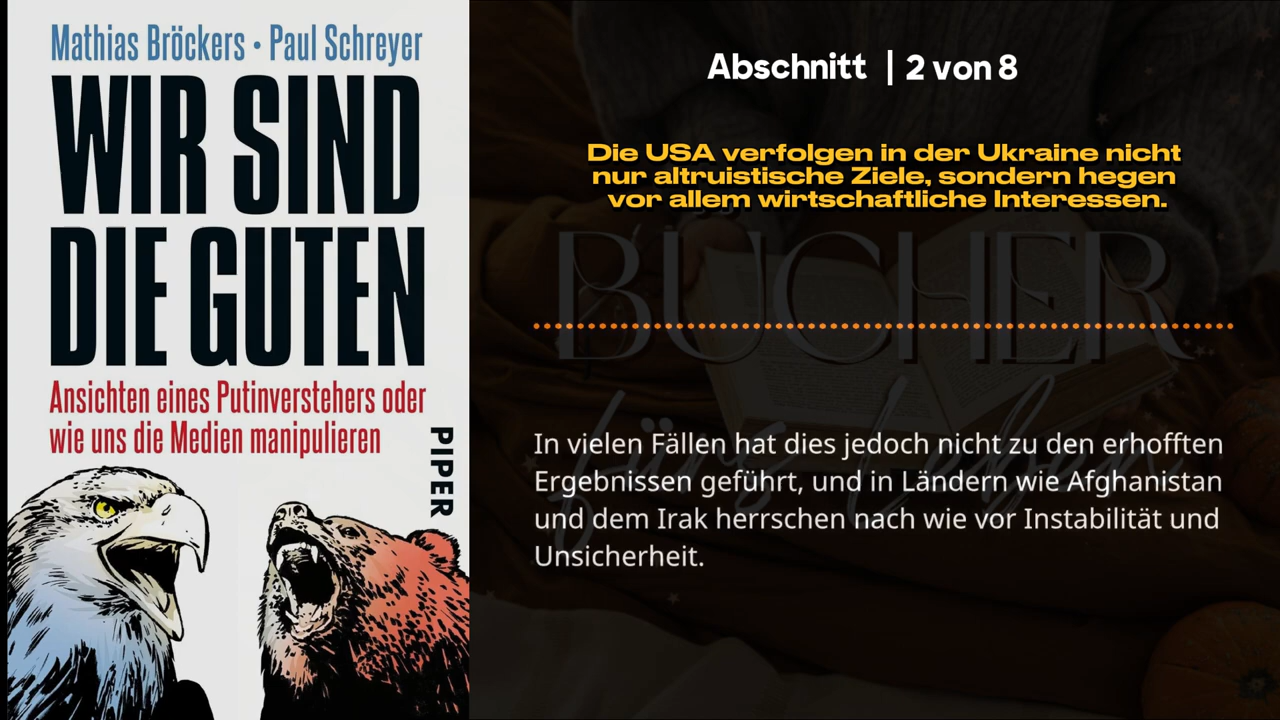 Mathias Bröckers • Paul Schreyer
WIR SIND
DIE GUTEN
Ansichten eines Putinverstehers oder
wie uns die Medien manipulieren
PIPER
Abschnitt | 2 von 8
Die USA verfolgen in der Ukraine nicht
nur altruistische Ziele, sondern hegen
vor allem wirtschaftliche Interessen.
BÜCHER
fürs Leben
In vielen Fällen hat dies jedoch nicht zu den erhofften
Ergebnissen geführt, und in Ländern wie Afghanistan
und dem Irak herrschen nach wie vor Instabilität und
Unsicherheit.